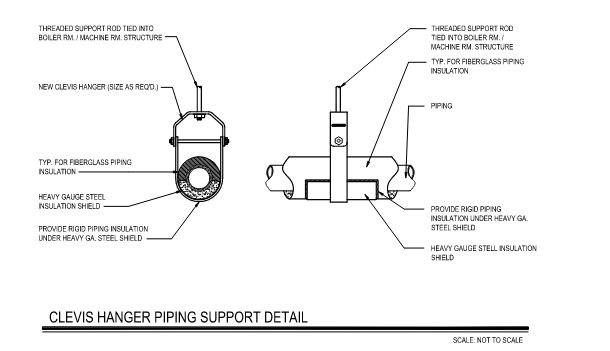 THREADED SUPPORT ROD TIED INTO
BOILER RM. / MACHINE RM. STRUCTURE
NEW CLEVIS HANGER (SIZE AS REQ'D.)
TYP. FOR FIBERGLASS PIPING
INSULATION
HEAVY GAUGE STEEL
INSULATION SHIELD
PROVIDE RIGID PIPING INSULATION
UNDER HEAVY GA. STEEL SHIELD
THREADED SUPPORT ROD
TIED INTO BOILER RM. /
MACHINE RM. STRUCTURE
TYP. FOR FIBERGLASS PIPING
INSULATION
PIPING
PROVIDE RIGID PIPING
INSULATION UNDER HEAVY GA.
STEEL SHIELD
HEAVY GAUGE STELL INSULATION
SHIELD
CLEVIS HANGER PIPING SUPPORT DETAIL
SCALE: NOT TO SCALE